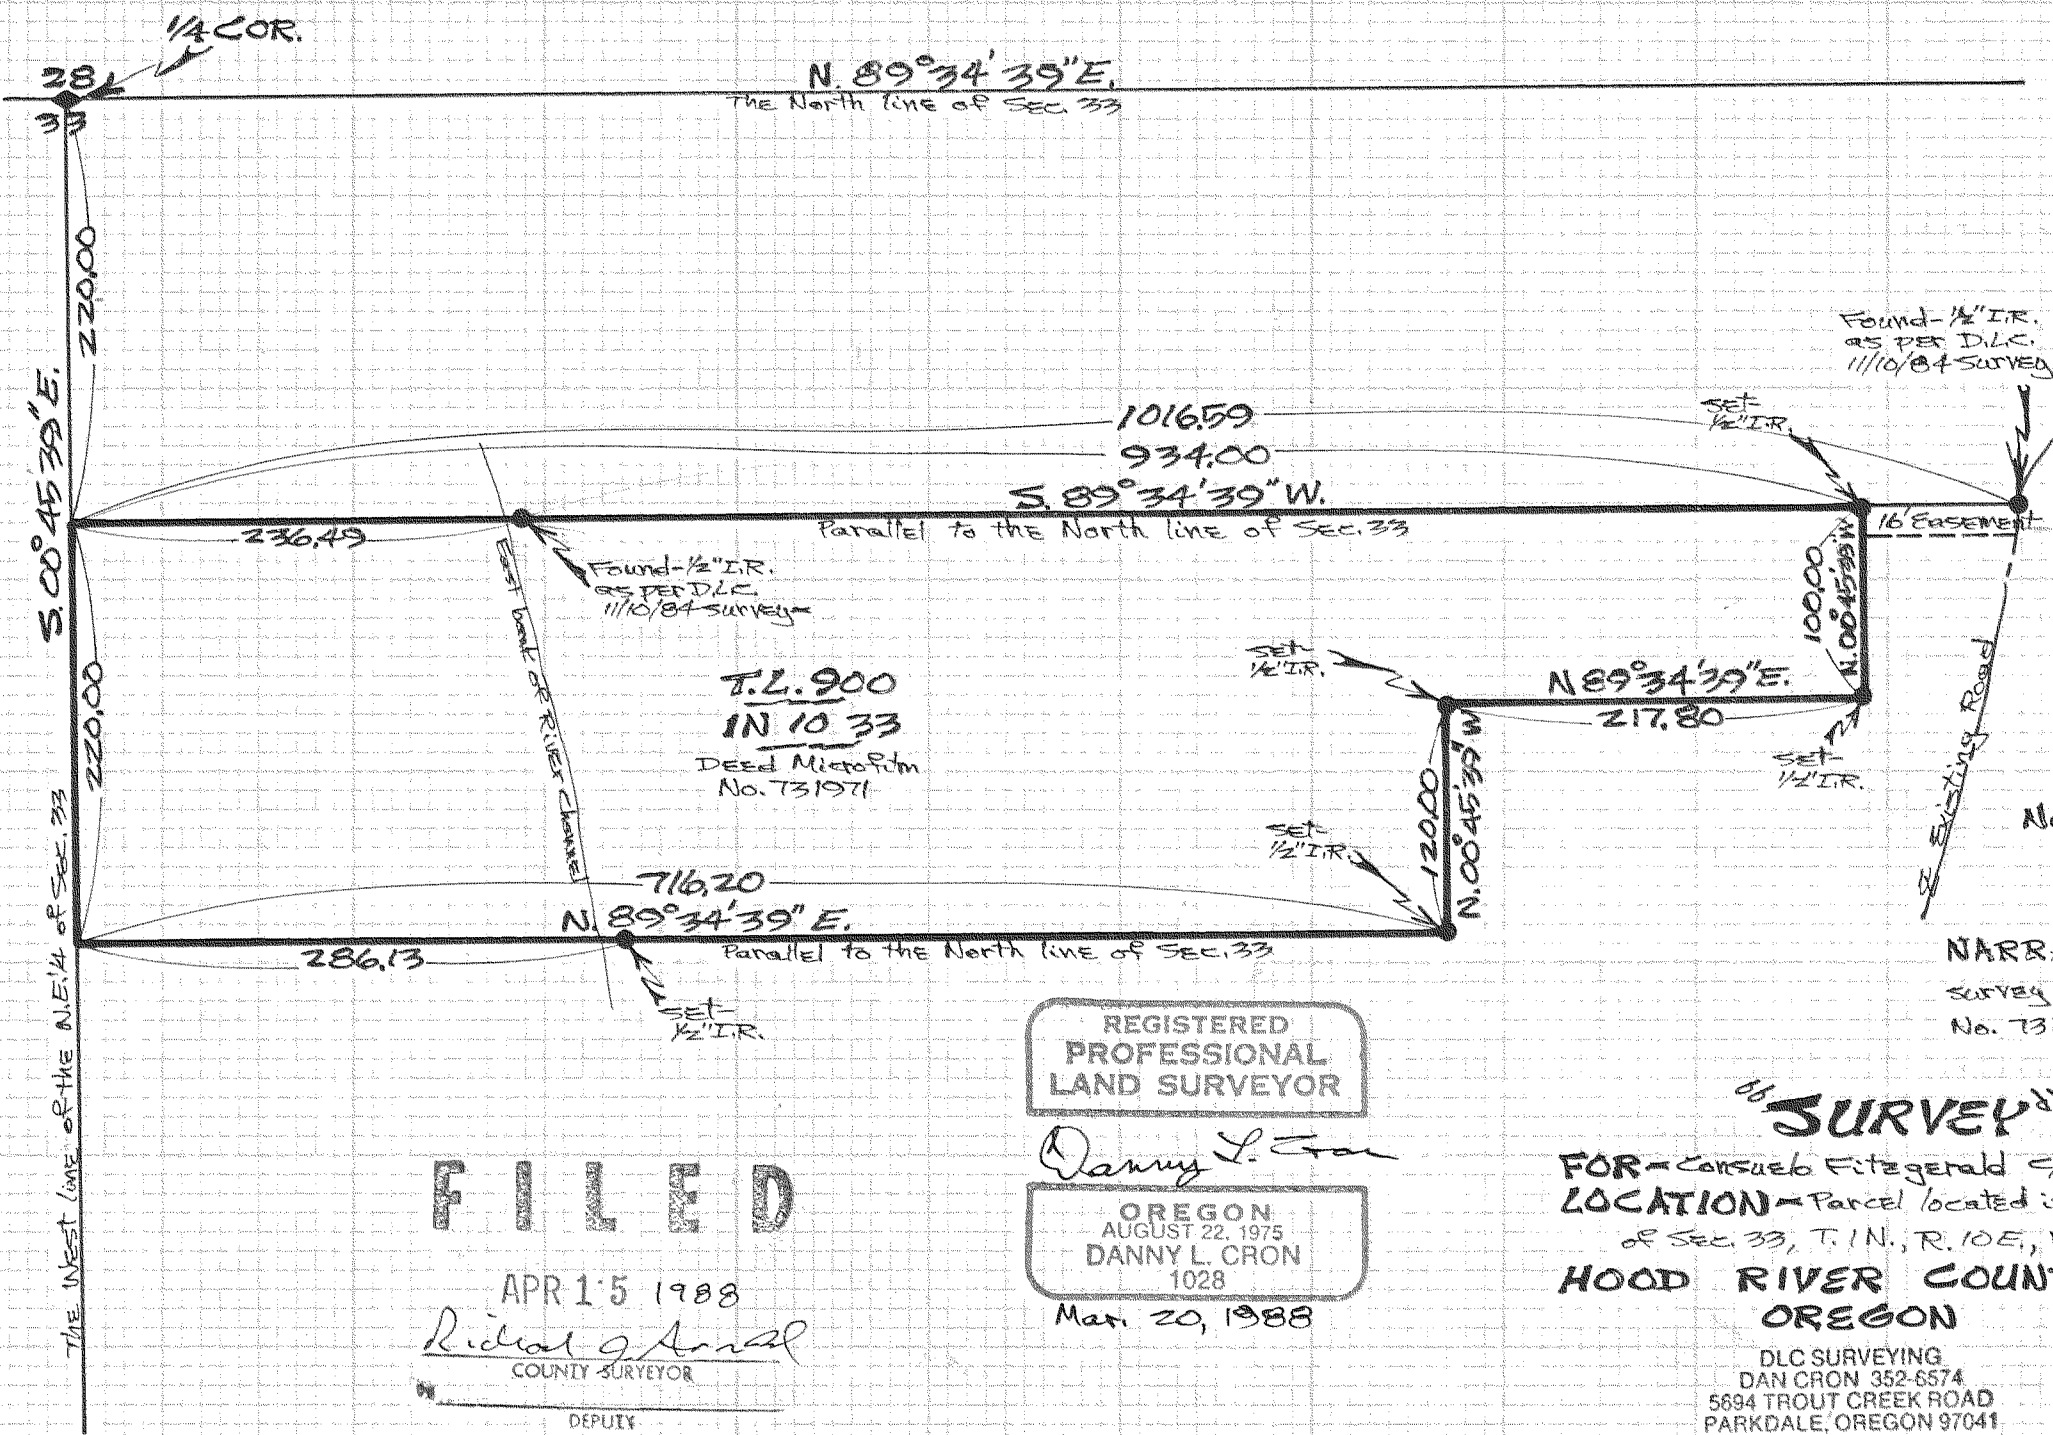 1/4 COR.
28
33
N. 89°34'39"E.
The North line of SEC. 33
220.00
S. 00°45'39"E.
Found-1/2" I.R.
as per D.L.C.
11/10/84 Survey
1016.59
934.00
SET-
1/2" I.R.
S. 89°34'39" W.
Parallel to the North line of SEC. 33
236.49
16' Easement
Found-1/2" I.R.
as per D.L.C.
11/10/84 survey-
East bank of River Channel
100.00
N. 00°45'39"W
T.L. 900
1N 10 33
DEED Microfilm
No. 731971
SET-
1/2" I.R.
N 89°34'39"E.
217.80
SET-
1/2" I.R.
Existing Road
220.00
120.00
N. 00°45'39"W
SET-
1/2" I.R.
716.20
N. 89°34'39" E.
Parallel to the North line of SEC. 33
286.13
SET-
1/2" I.R.
The West line of the N.E. 1/4 of SEC. 33
NARR
survey
No. 73
REGISTERED
PROFESSIONAL
LAND SURVEYOR
Danny L. Cron
OREGON
AUGUST 22, 1975
DANNY L. CRON
1028
Mar. 20, 1988
FILED
APR 15 1988
COUNTY SURVEYOR
DEPUTY
"SURVEY"
FOR - Consuelo Fitzgerald
LOCATION - Parcel located
of SEC. 33, T. 1 N., R. 10 E.,
HOOD RIVER COUNT
OREGON
DLC SURVEYING
DAN CRON 352-6574
5694 TROUT CREEK ROAD
PARKDALE, OREGON 97041